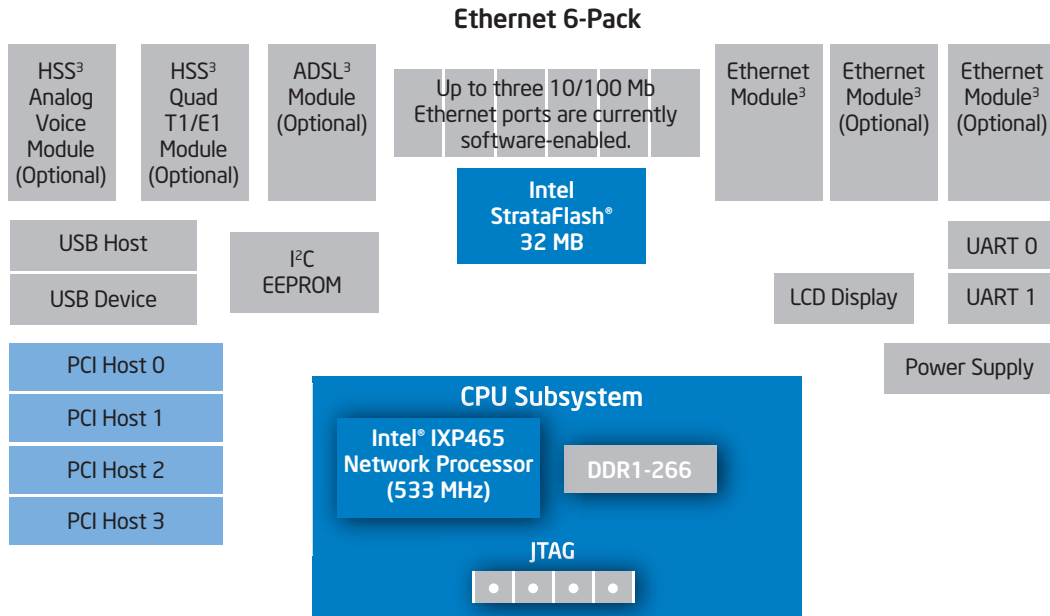 Ethernet 6-Pack
HSS³
Analog
Voice
Module
(Optional)
HSS³
Quad
T1/E1
Module
(Optional)
ADSL³
Module
(Optional)
Up to three 10/100 Mb
Ethernet ports are currently
software-enabled.
Ethernet
Module³
Ethernet
Module³
(Optional)
Ethernet
Module³
(Optional)
Intel
StrataFlash®
32 MB
USB Host
USB Device
I²C
EEPROM
LCD Display
UART 0
UART 1
Power Supply
PCI Host 0
PCI Host 1
PCI Host 2
PCI Host 3
CPU Subsystem
Intel® IXP465
Network Processor
(533 MHz)
DDR1-266
JTAG